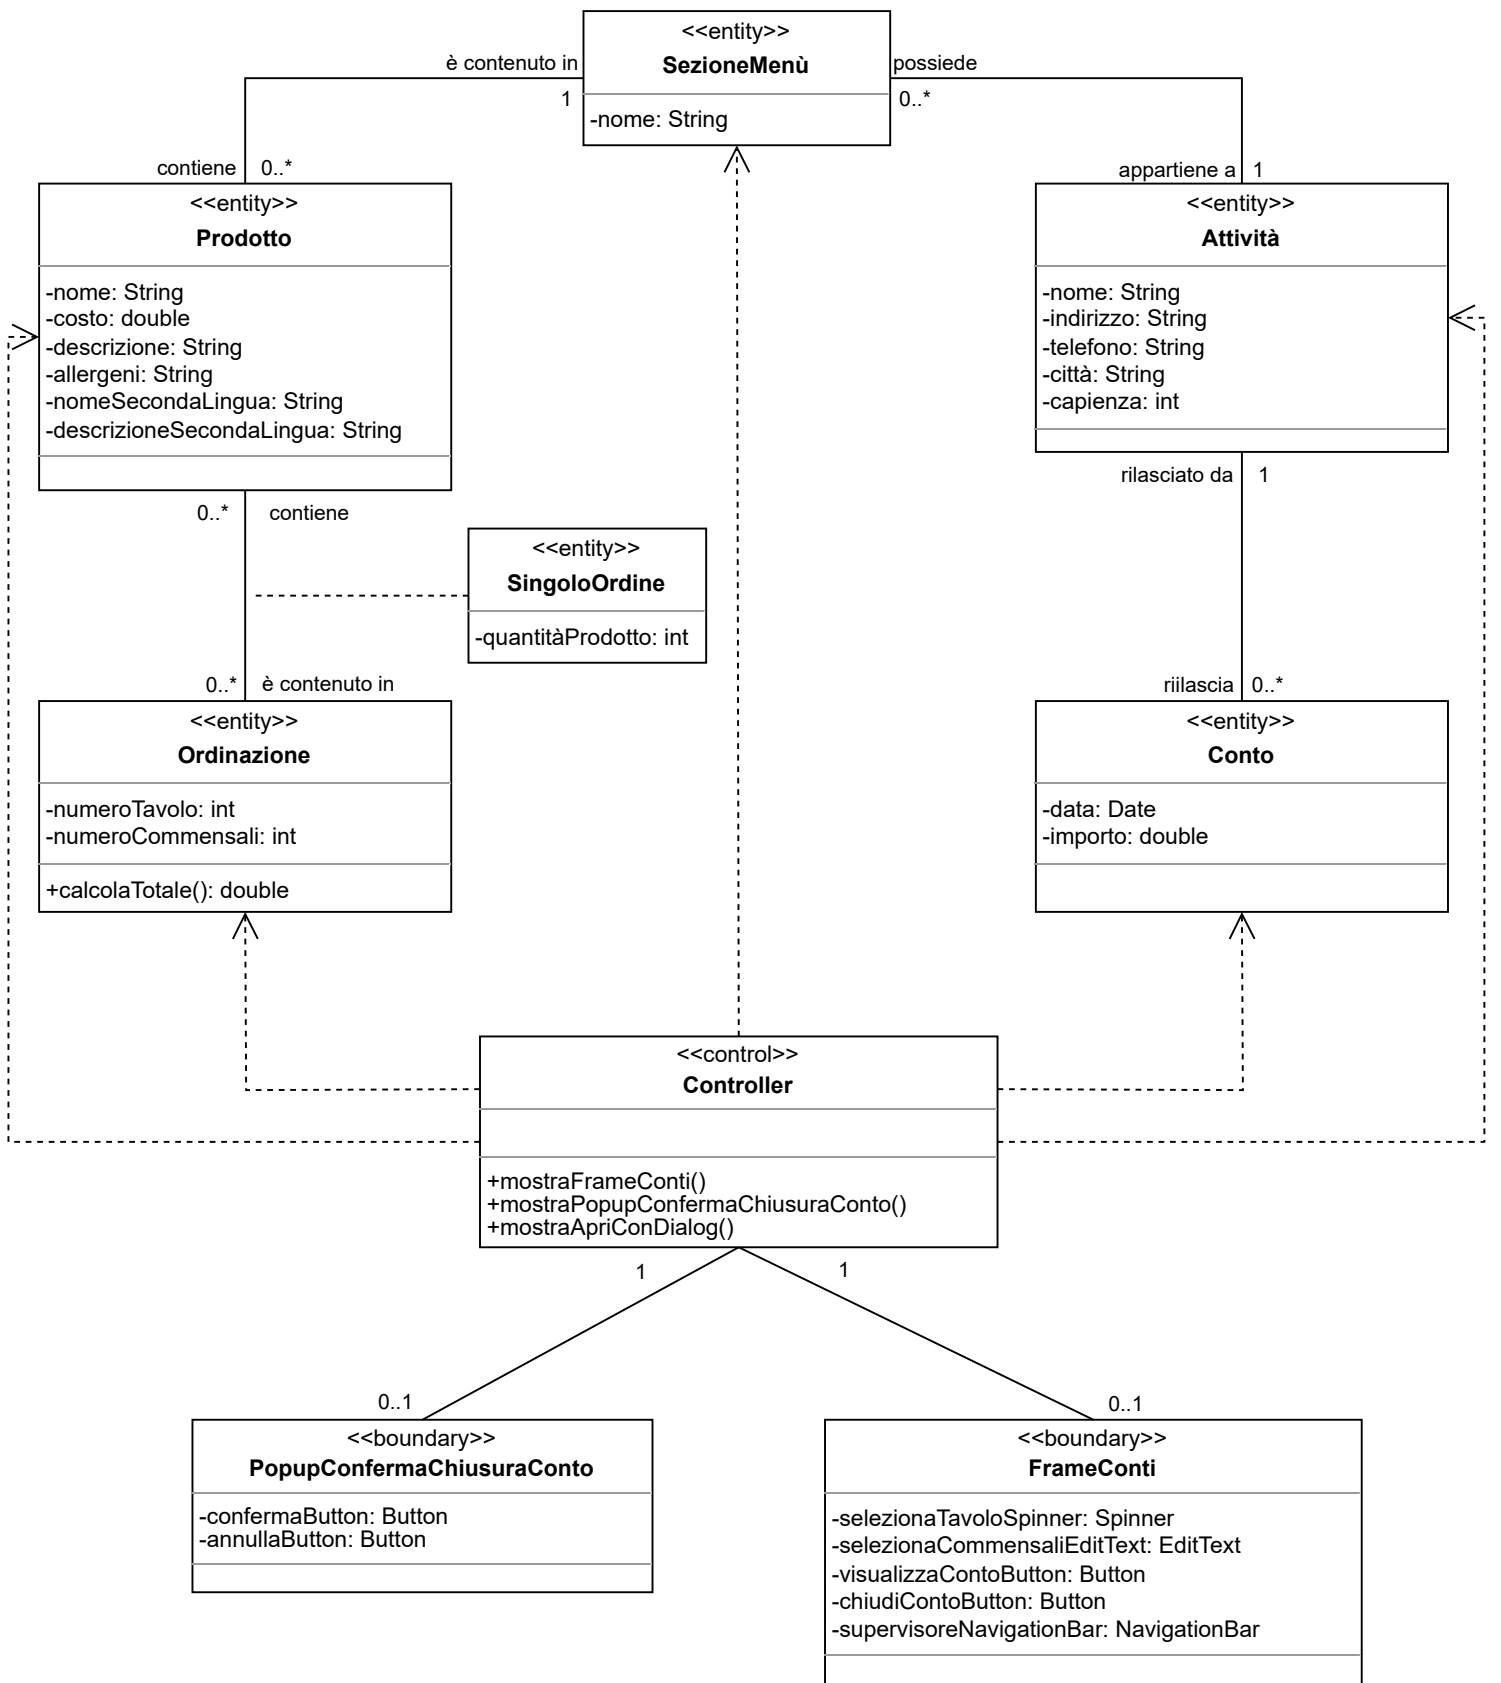 <<entity>>
SezioneMenù
-nome: String
è contenuto in
1
possiede
0..*
contiene
0..*
appartiene a
1
<<entity>>
Prodotto
-nome: String
-costo: double
-descrizione: String
-allergeni: String
-nomeSecondaLingua: String
-descrizioneSecondaLingua: String
<<entity>>
Attività
-nome: String
-indirizzo: String
-telefono: String
-città: String
-capienza: int
0..*
contiene
rilasciato da
1
<<entity>>
SingoloOrdine
-quantitàProdotto: int
0..*
è contenuto in
riilascia
0..*
<<entity>>
Ordinazione
-numeroTavolo: int
-numeroCommensali: int
+calcolaTotale(): double
<<entity>>
Conto
-data: Date
-importo: double
<<control>>
Controller
+mostraFrameConti()
+mostraPopupConfermaChiusuraConto()
+mostraApriConDialog()
1
1
0..1
0..1
<<boundary>>
PopupConfermaChiusuraConto
-confermaButton: Button
-annullaButton: Button
<<boundary>>
FrameConti
-selezionaTavoloSpinner: Spinner
-selezionaCommensaliEditText: EditText
-visualizzaContoButton: Button
-chiudiContoButton: Button
-supervisoreNavigationBar: NavigationBar